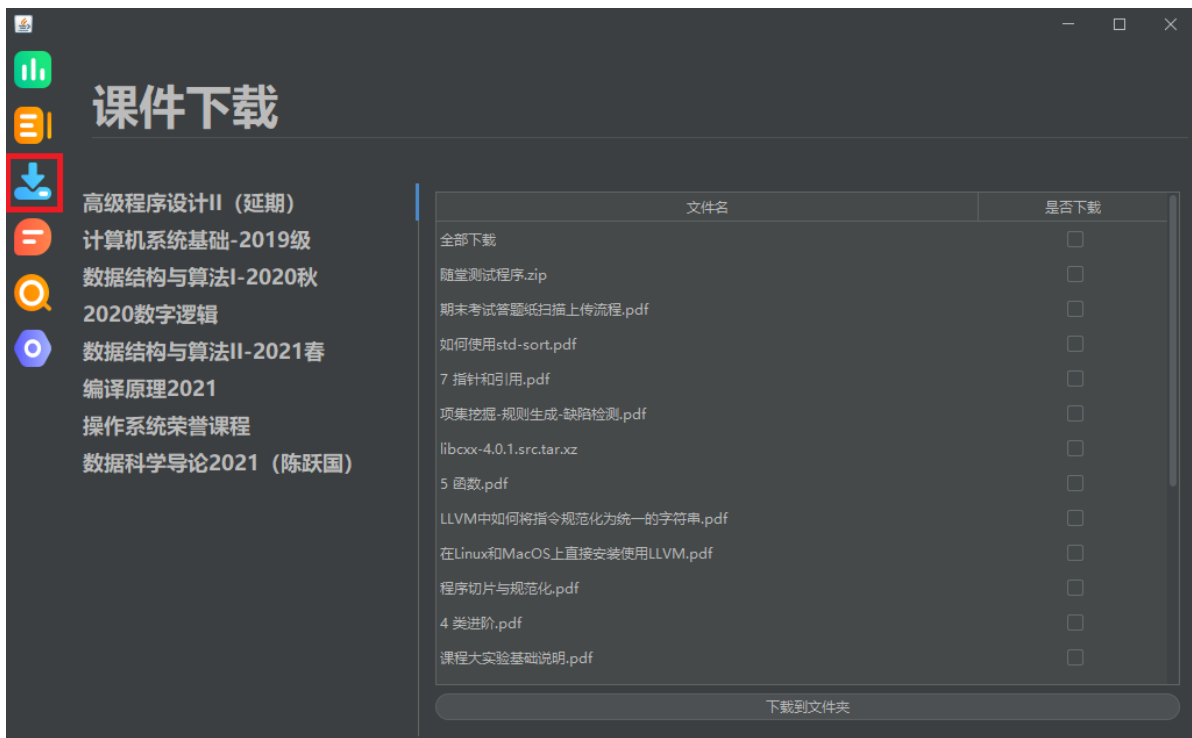 课件下载
高级程序设计II（延期）
计算机系统基础-2019级
数据结构与算法I-2020秋
2020数字逻辑
数据结构与算法II-2021春
编译原理2021
操作系统荣誉课程
数据科学导论2021（陈跃国）
文件名 是否下载
全部下载
随堂测试程序.zip
期末考试答题纸扫描上传流程.pdf
如何使用std-sort.pdf
7 指针和引用.pdf
项集挖掘-规则生成-缺陷检测.pdf
libcxx-4.0.1.src.tar.xz
5 函数.pdf
LLVM中如何将指令规范化为统一的字符串.pdf
在Linux和MacOS上直接安装使用LLVM.pdf
程序切片与规范化.pdf
4 类进阶.pdf
课程大实验基础说明.pdf
下载到文件夹